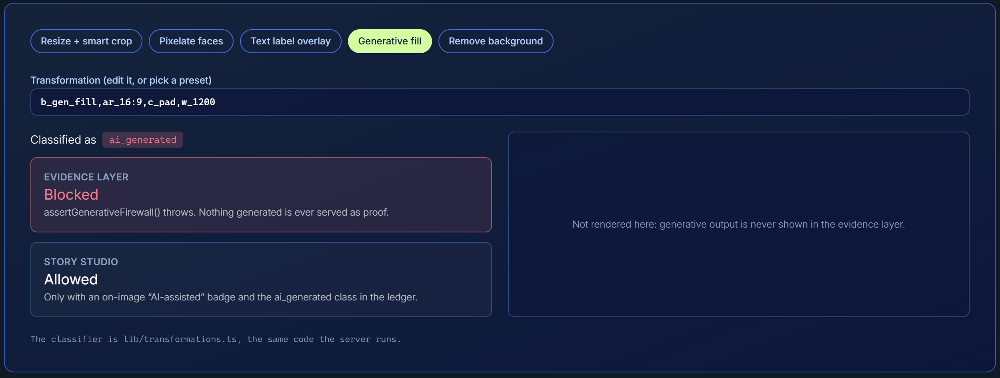 Resize + smart crop
Pixelate faces
Text label overlay
Generative fill
Remove background
Transformation (edit it, or pick a preset)
b_gen_fill,ar_16:9,c_pad,w_1200
Classified as ai_generated
EVIDENCE LAYER
Blocked
assertGenerativeFirewall() throws. Nothing generated is ever served as proof.
STORY STUDIO
Allowed
Only with an on-image “AI-assisted” badge and the ai_generated class in the ledger.
Not rendered here: generative output is never shown in the evidence layer.
The classifier is lib/transformations.ts, the same code the server runs.